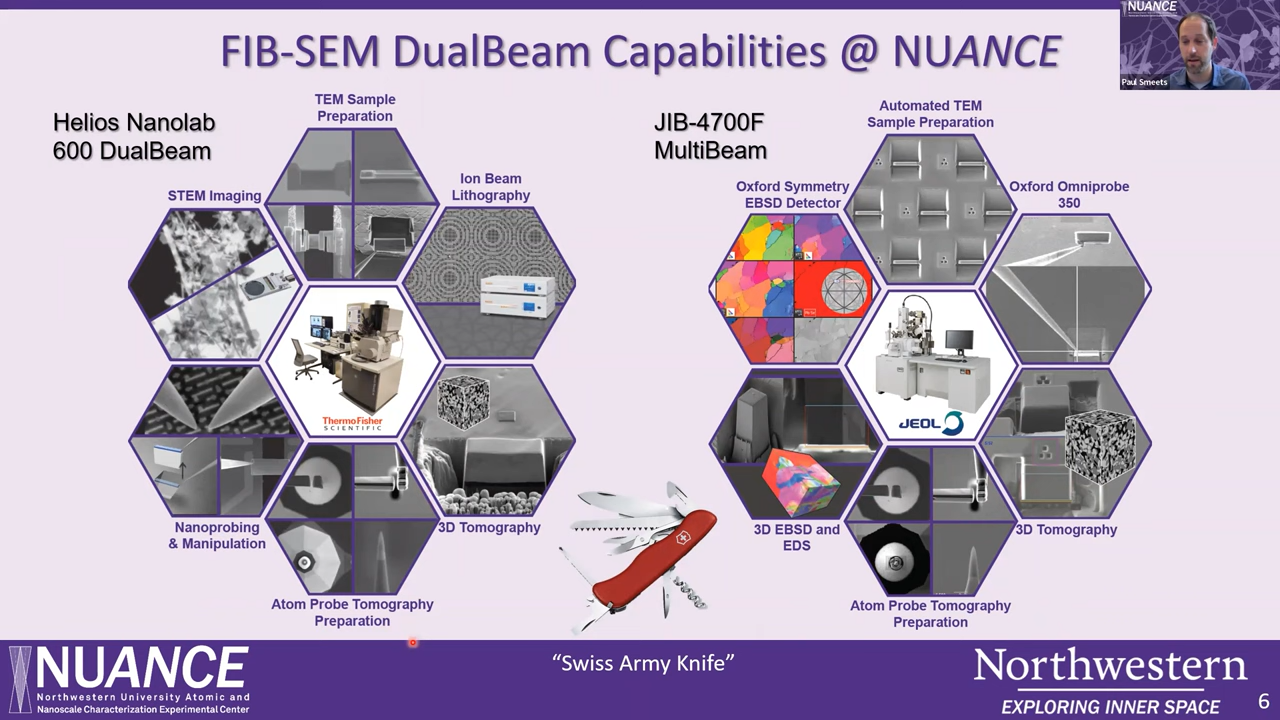 FIB-SEM DualBeam Capabilities @ NUANCE
NUANCE
Paul Smeets
Helios Nanolab
600 DualBeam
TEM Sample
Preparation
STEM Imaging
Ion Beam
Lithography
ThermoFisher
SCIENTIFIC
Nanoprobing
& Manipulation
3D Tomography
Atom Probe Tomography
Preparation
JIB-4700F
MultiBeam
Automated TEM
Sample Preparation
Oxford Symmetry
EBSD Detector
Oxford Omniprobe
350
JEOL
3D EBSD and
EDS
3D Tomography
Atom Probe Tomography
Preparation
NUANCE
Northwestern University Atomic and
Nanoscale Characterization Experimental Center
“Swiss Army Knife”
Northwestern
EXPLORING INNER SPACE
6